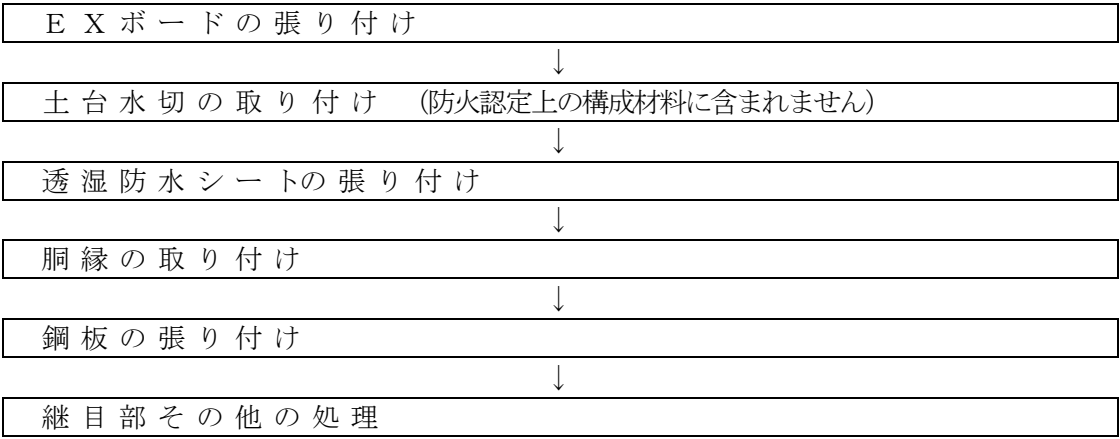 ＥＸボードの張り付け
↓
土台水切の取り付け　(防火認定上の構成材料に含まれません)
↓
透湿防水シートの張り付け
↓
胴縁の取り付け
↓
鋼板の張り付け
↓
継目部その他の処理